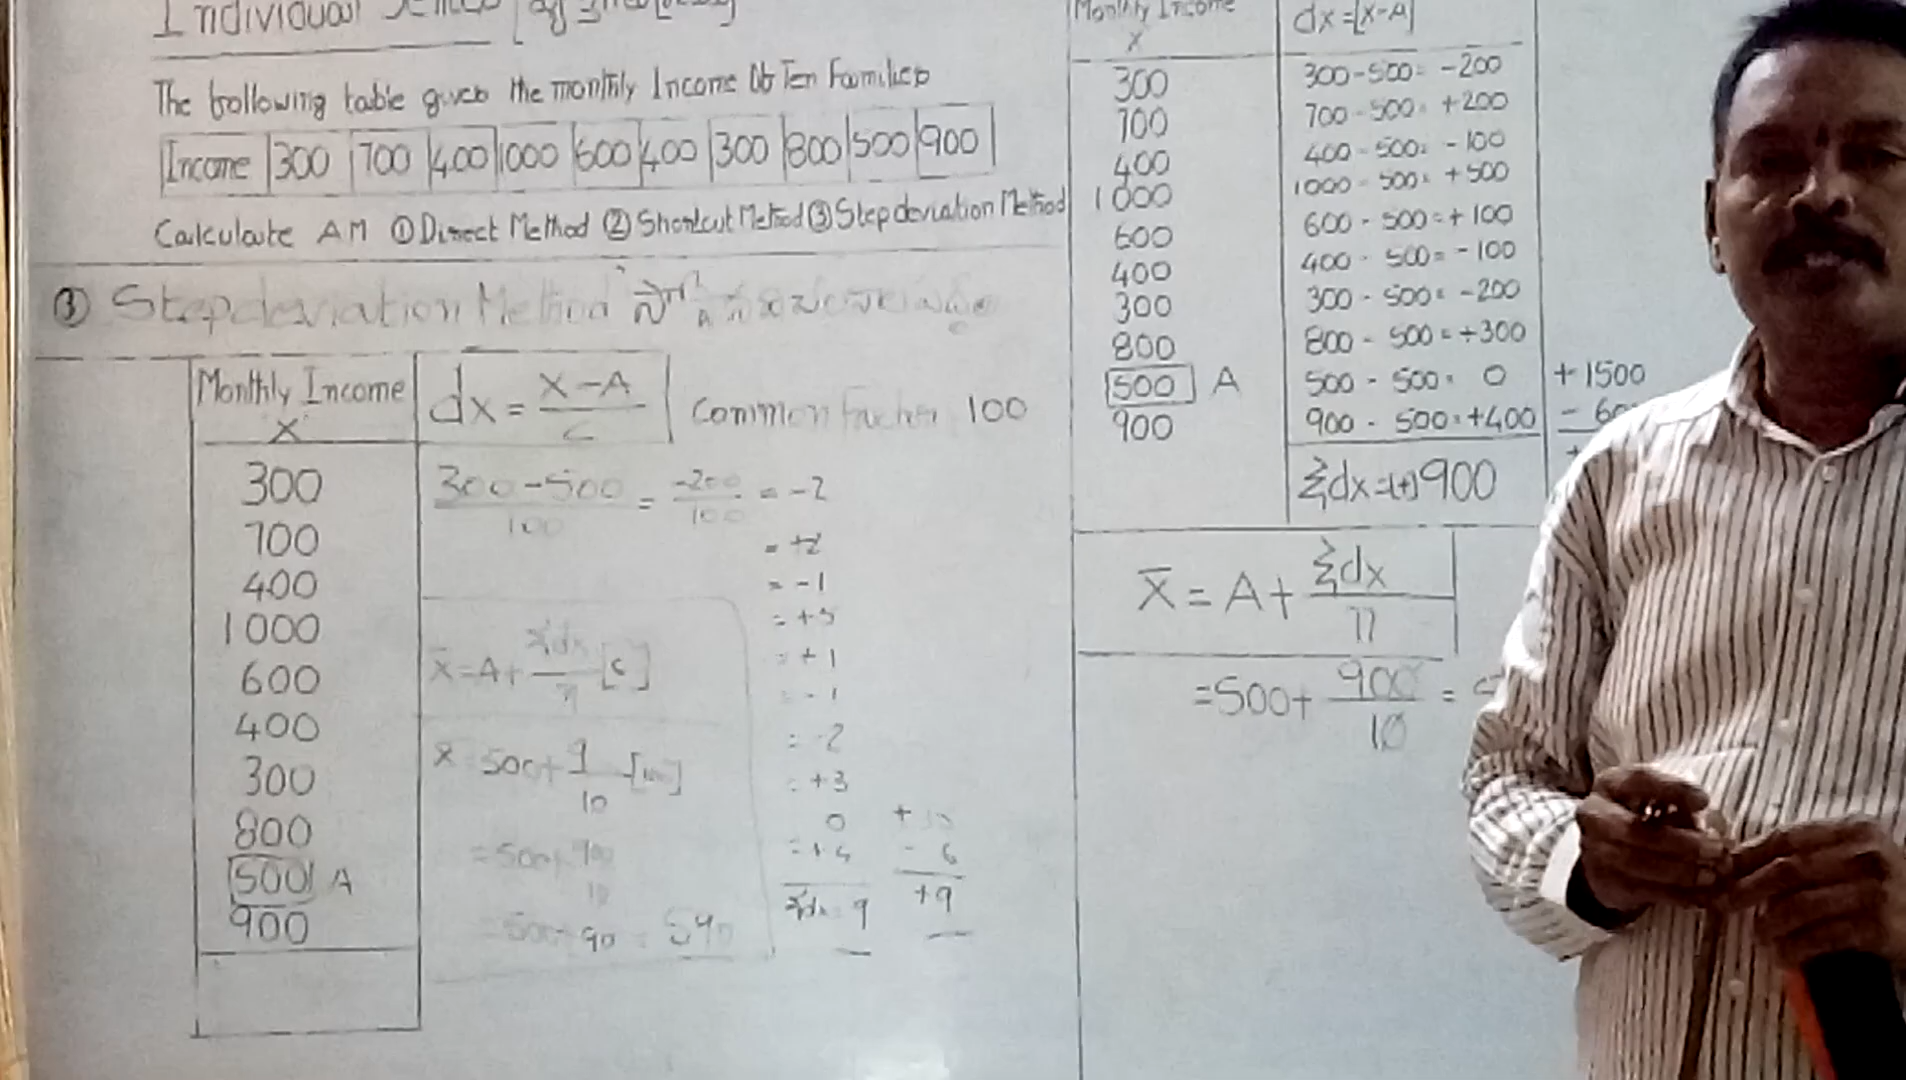 Individual Series
The following table gives the monthly Income Of Ten Families
Income 300 700 400 1000 600 400 300 800 500 900
Calculate AM ① Direct Method ② Shortcut Method ③ Step deviation Method
③ Step deviation Method
Monthly Income X dx = X-A / C Common Factor 100
300 300-500 / 100 = -200 / 100 = -2
700 = +2
400 = -1
1000 = +5
600 = +1
400 = -1
300 = -2
800 = +3
500 A 0
900 = +4
Σdx = 9
+ 15
- 6
+9
X̄ = A + Σdx / n [C]
X̄ = 500 + 9 / 10 [100]
= 500 + 900 / 10
= 500 + 90 = 590
Monthly Income X dx = [X-A]
300 300-500= -200
700 700-500= +200
400 400-500= -100
1000 1000-500= +500
600 600-500=+100
400 400-500=-100
300 300-500= -200
800 800-500=+300
500 A 500-500= 0 +1500
900 900-500=+400
Σdx=(+)900
X̄ = A + Σdx / n
=500+ 900 / 10 =